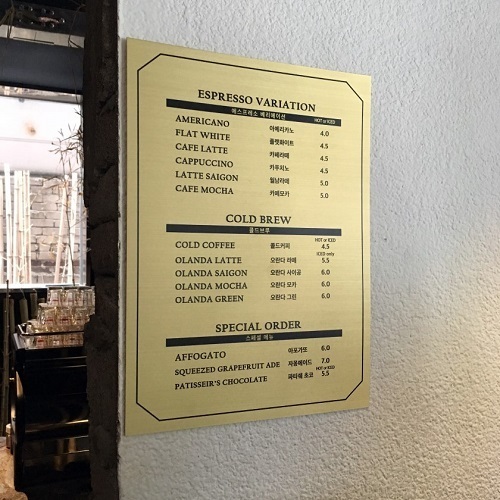 ESPRESSO VARIATION
에스프레소 베리에이션 HOT or ICED
AMERICANO 아메리카노 4.0
FLAT WHITE 플랫화이트 4.5
CAFE LATTE 카페라떼 4.5
CAPPUCCINO 카푸치노 4.5
LATTE SAIGON 월남라떼 5.0
CAFE MOCHA 카페모카 5.0
COLD BREW
콜드브루
HOT or ICED
COLD COFFEE 콜드커피 4.5
ICED only
OLANDA LATTE 오란다 라떼 5.5
OLANDA SAIGON 오란다 사이공 6.0
OLANDA MOCHA 오란다 모카 6.0
OLANDA GREEN 오란다 그린 6.0
SPECIAL ORDER
스페셜 메뉴
AFFOGATO 아포가또 6.0
SQUEEZED GRAPEFRUIT ADE 자몽에이드 7.0
HOT or ICED
PATISSEIR'S CHOCOLATE 파티쉐 쵸코 5.5